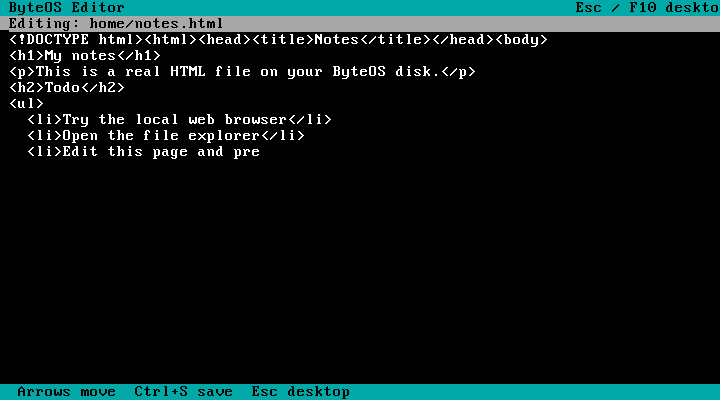 ByteOS Editor Esc / F10 deskto
Editing: home/notes.html
<!DOCTYPE html><html><head><title>Notes</title></head><body>
<h1>My notes</h1>
<p>This is a real HTML file on your ByteOS disk.</p>
<h2>Todo</h2>
<ul>
  <li>Try the local web browser</li>
  <li>Open the file explorer</li>
  <li>Edit this page and pre
Arrows move  Ctrl+S save  Esc desktop